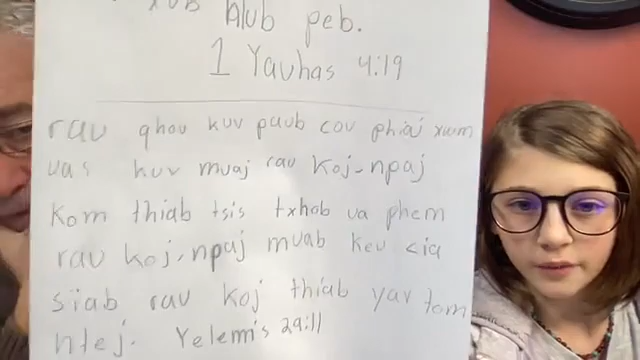 hlub peb.
1 Yauhas 4:19
rau qhov kuv paub cov phiaj xwm
uas kuv muaj rau koj. npaj
kom thiab tsis txhob ua phem
rau koj, npaj muab kev cia
siab rau koj thiab yav tom
ntej. Yelemis 29:11